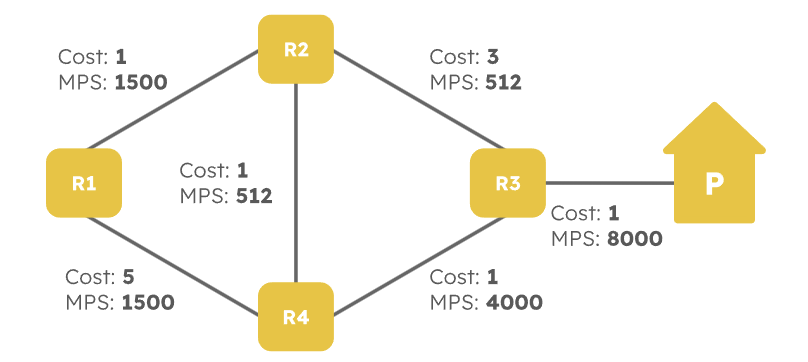 R2
Cost: 1
MPS: 1500
Cost: 3
MPS: 512
Cost: 1
MPS: 512
R1
R3
P
Cost: 1
MPS: 8000
Cost: 5
MPS: 1500
Cost: 1
MPS: 4000
R4